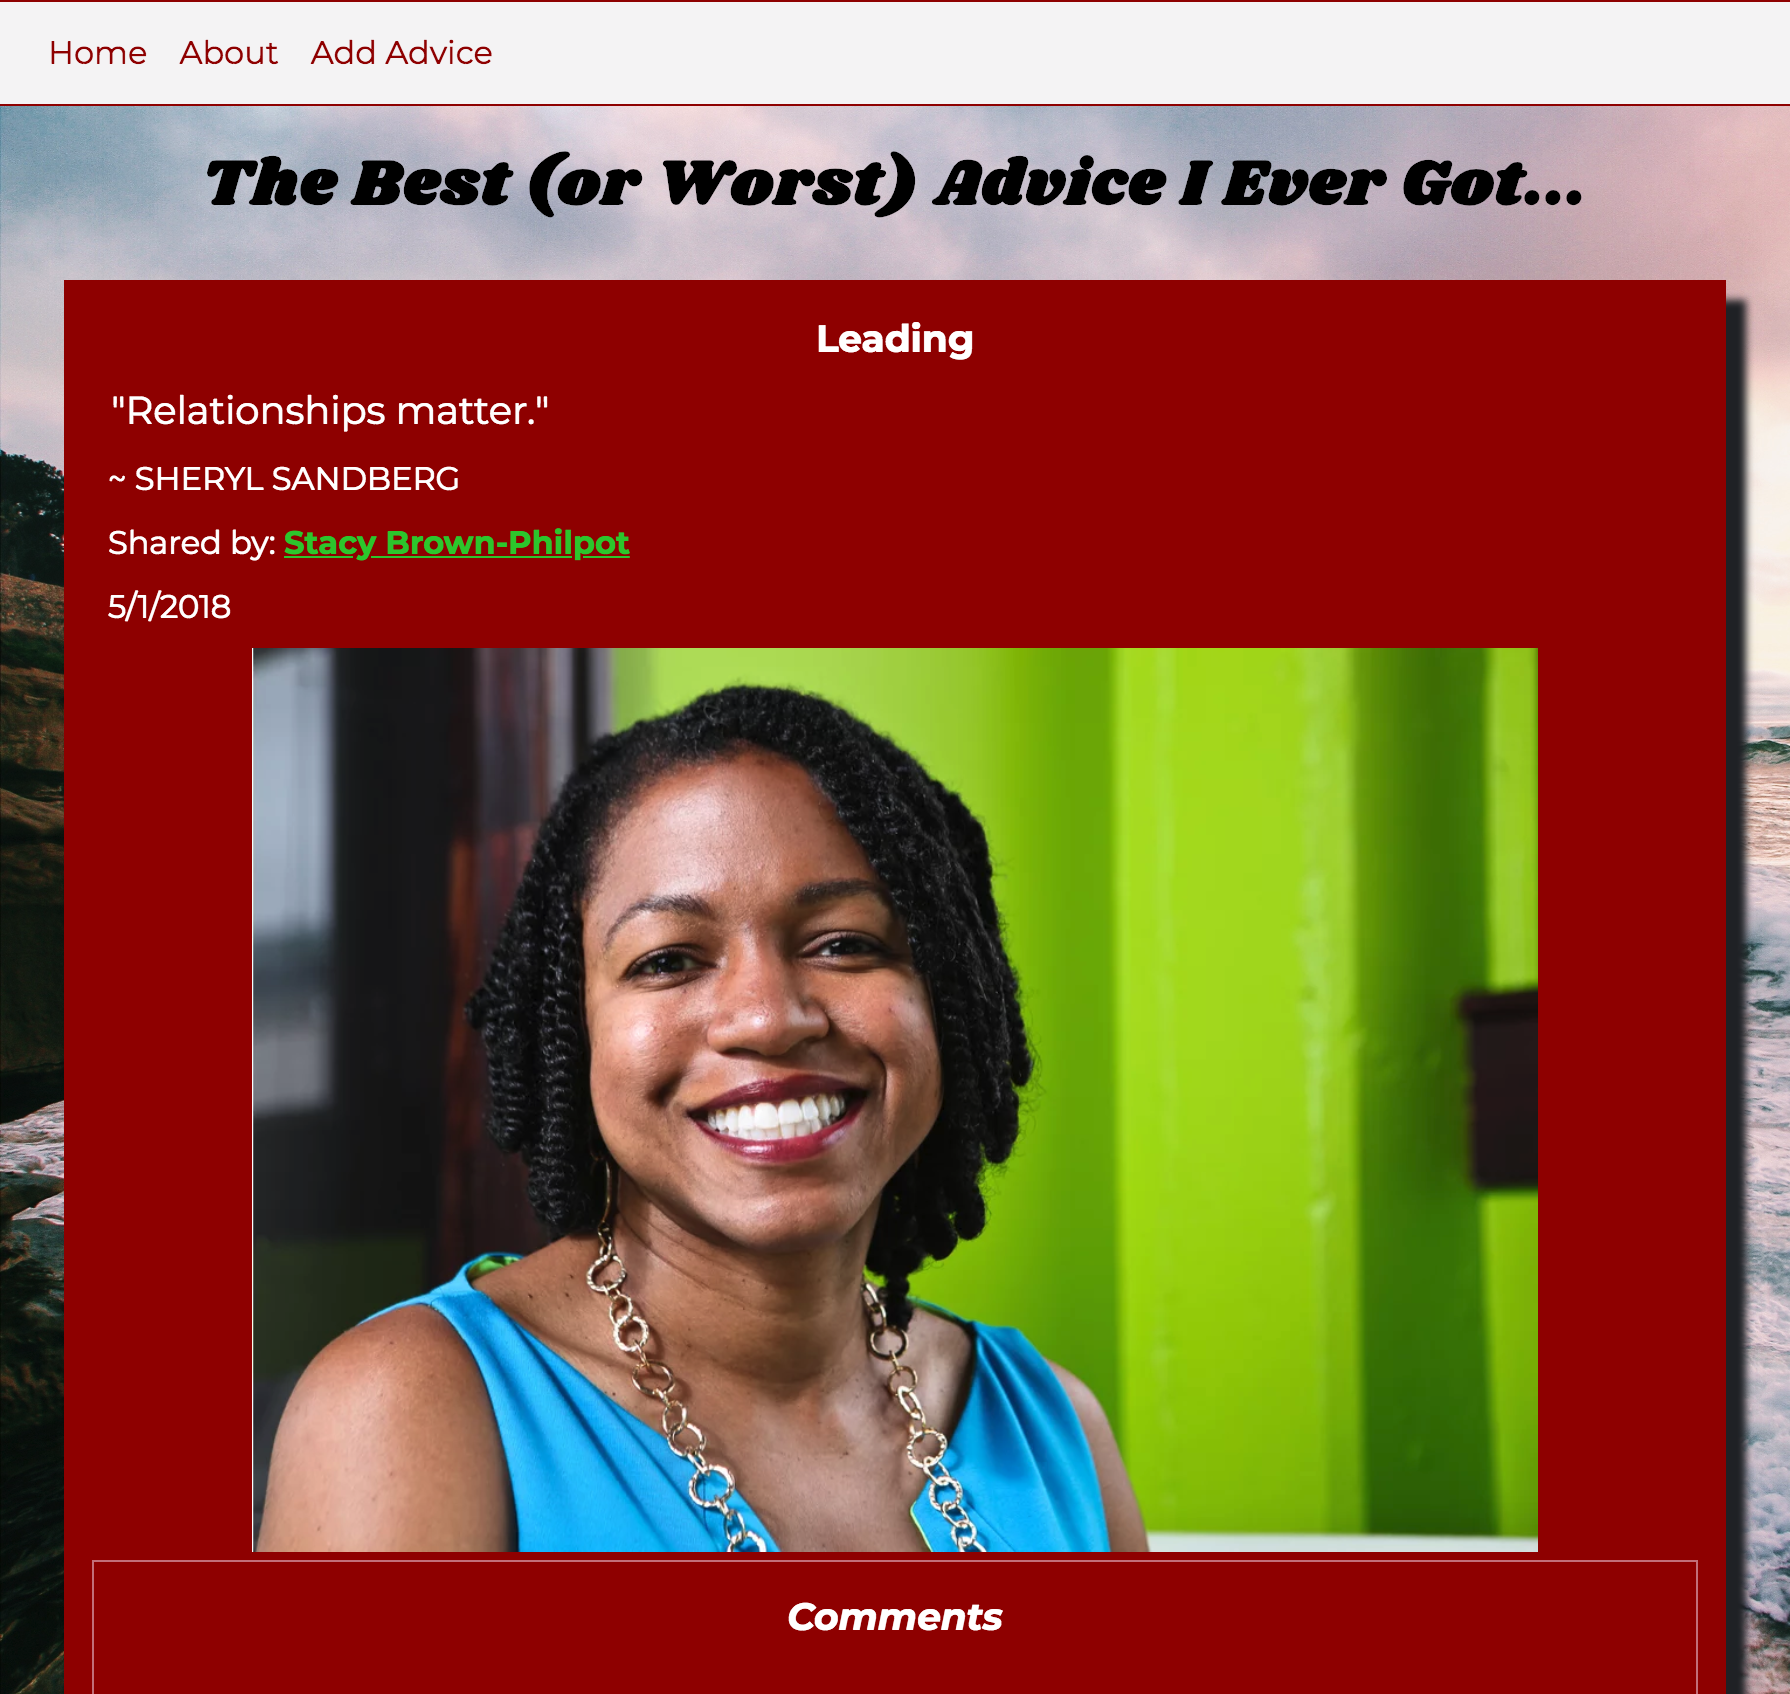 Home About Add Advice
The Best (or Worst) Advice I Ever Got...
Leading
"Relationships matter."
~ SHERYL SANDBERG
Shared by: Stacy Brown-Philpot
5/1/2018
Comments